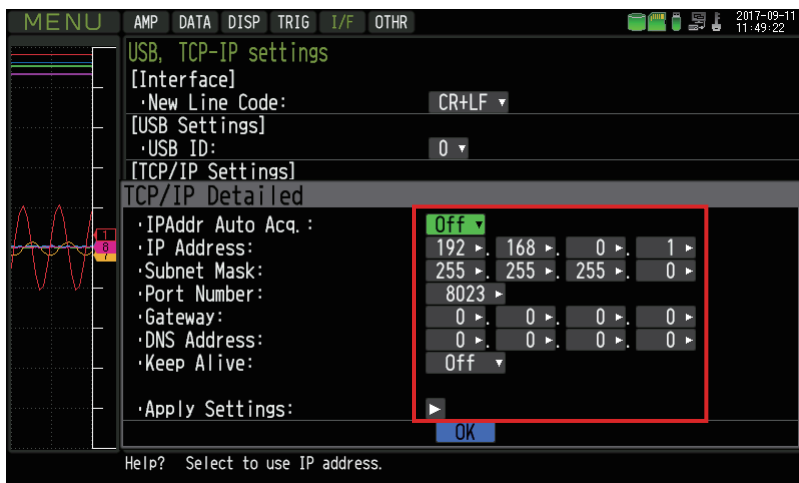 MENU AMP DATA DISP TRIG I/F OTHR 2017-09-11
11:49:22
USB, TCP-IP settings
[Interface]
・New Line Code: CR+LF
[USB Settings]
・USB ID: 0
[TCP/IP Settings]
TCP/IP Detailed
・IPAddr Auto Acq.: Off
・IP Address: 192 . 168 . 0 . 1
・Subnet Mask: 255 . 255 . 255 . 0
・Port Number: 8023
・Gateway: 0 . 0 . 0 . 0
・DNS Address: 0 . 0 . 0 . 0
・Keep Alive: Off
・Apply Settings:
OK
Help? Select to use IP address.
1
8
7